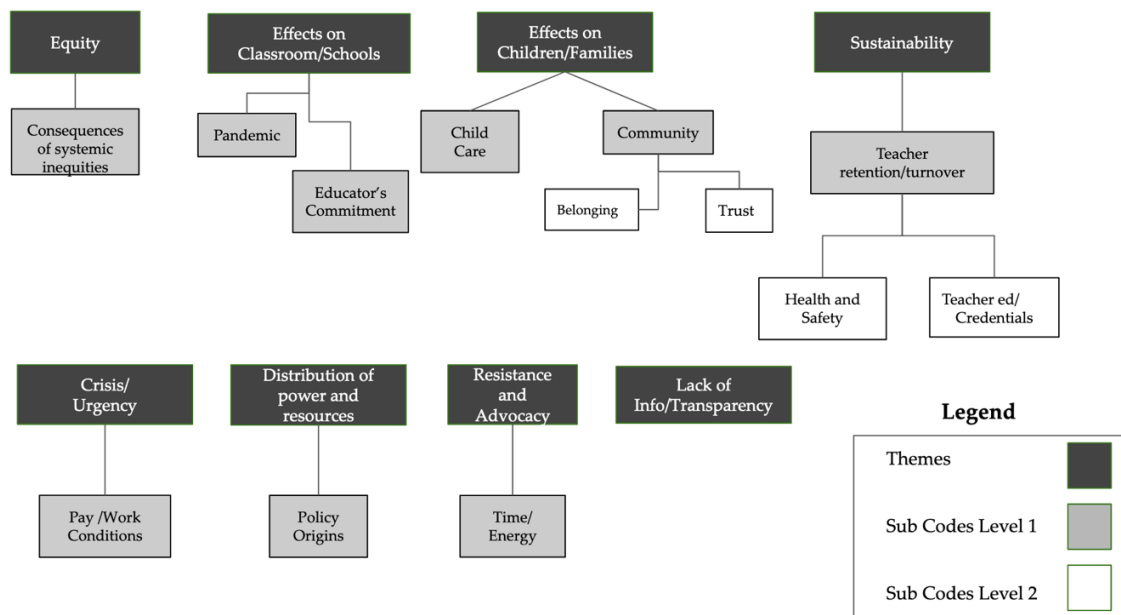 Equity
Effects on
Classroom/Schools
Effects on
Children/Families
Sustainability
Consequences
of systemic
inequities
Pandemic
Educator's
Commitment
Child
Care
Community
Belonging
Trust
Teacher
retention/turnover
Health and
Safety
Teacher ed/
Credentials
Crisis/
Urgency
Distribution of
power and
resources
Resistance
and
Advocacy
Lack of
Info/Transparency
Pay /Work
Conditions
Policy
Origins
Time/
Energy
Legend
Themes
Sub Codes Level 1
Sub Codes Level 2